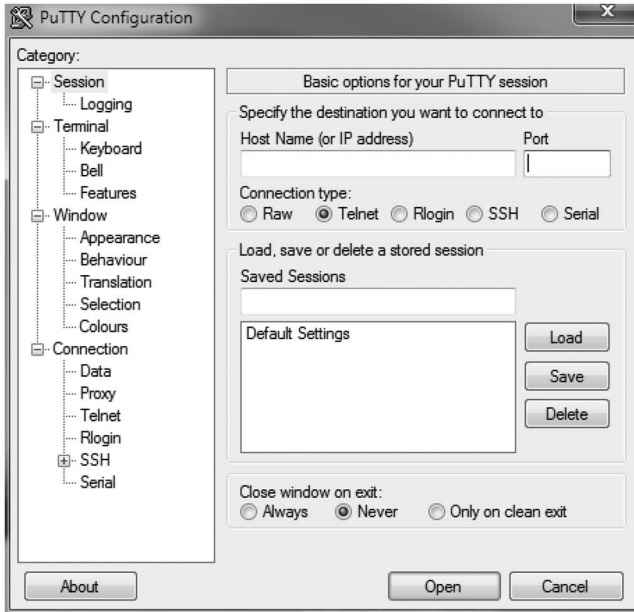 PuTTY Configuration
X
Category:
Session
Logging
Terminal
Keyboard
Bell
Features
Window
Appearance
Behaviour
Translation
Selection
Colours
Connection
Data
Proxy
Telnet
Rlogin
SSH
Serial
Basic options for your PuTTY session
Specify the destination you want to connect to
Host Name (or IP address) Port
Connection type:
Raw Telnet Rlogin SSH Serial
Load, save or delete a stored session
Saved Sessions
Default Settings
Load
Save
Delete
Close window on exit:
Always Never Only on clean exit
About Open Cancel